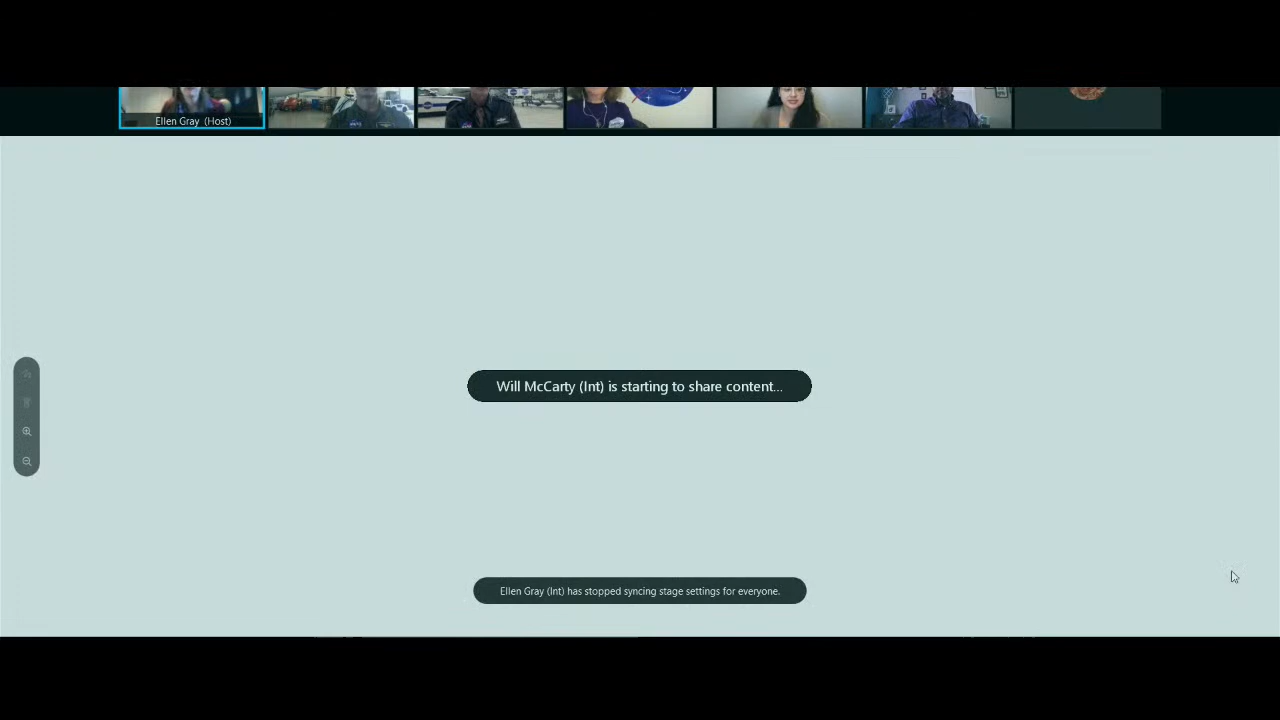 Ellen Gray (Host)
Will McCarty (Int) is starting to share content...
Ellen Gray (Int) has stopped syncing stage settings for everyone.